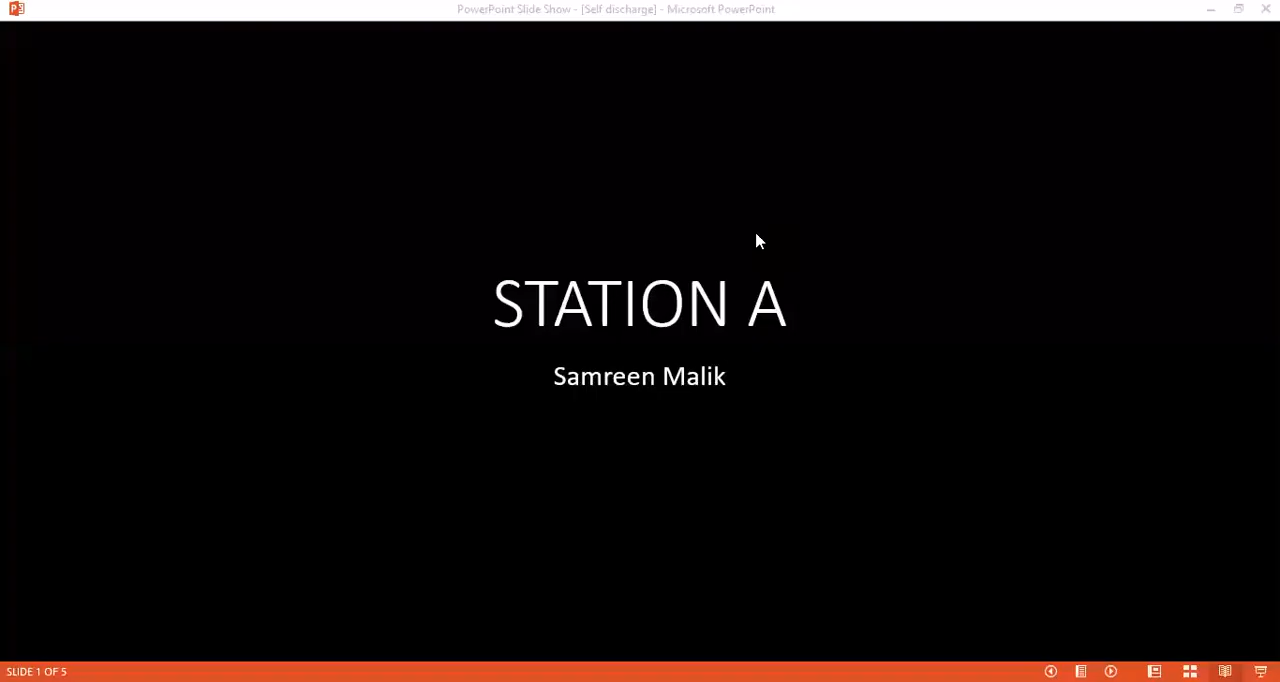 PowerPoint Slide Show - [Self discharge] - Microsoft PowerPoint
STATION A
Samreen Malik
SLIDE 1 OF 5